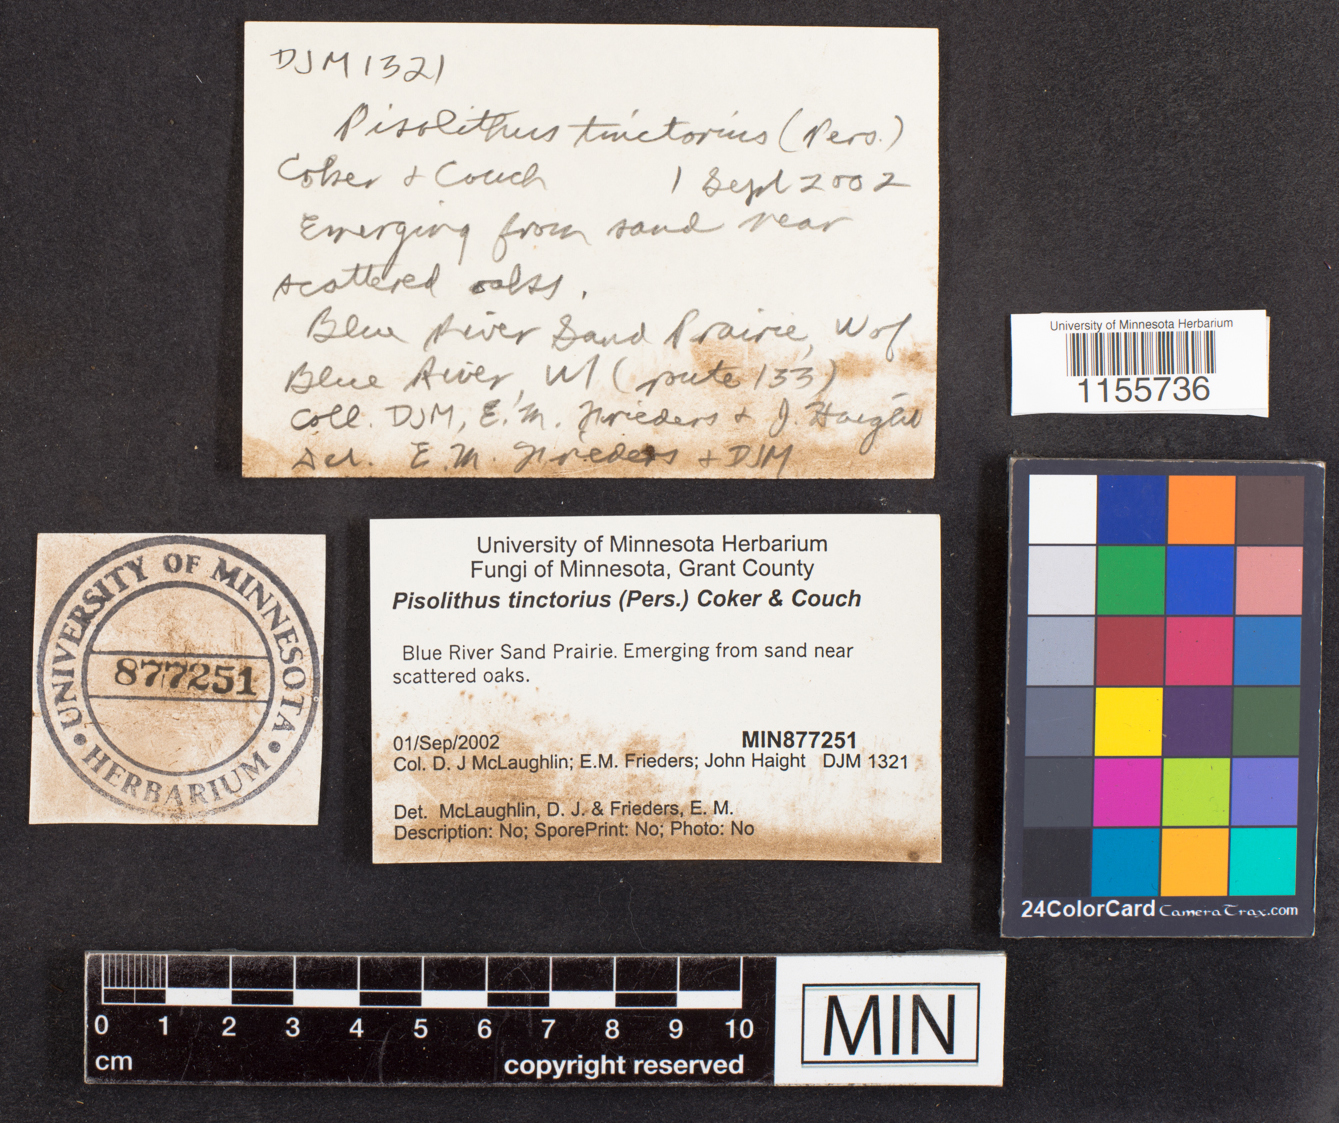 DJM 1321
Pisolithus tinctorius (Pers.)
Coker & Couch 1 Sept 2002
Emerging from sand near
scattered oaks.
Blue River Sand Prairie, W of
Blue River, WI (route 133)
Coll. DJM, E.M. Frieders & J. Haight
Det. E.M. Frieders & DJM
University of Minnesota Herbarium
1155736
UNIVERSITY OF MINNESOTA
877251
• HERBARIUM •
University of Minnesota Herbarium
Fungi of Minnesota, Grant County
Pisolithus tinctorius (Pers.) Coker & Couch
Blue River Sand Prairie. Emerging from sand near
scattered oaks.
01/Sep/2002 MIN877251
Col. D. J McLaughlin; E.M. Frieders; John Haight DJM 1321
Det. McLaughlin, D. J. & Frieders, E. M.
Description: No; SporePrint: No; Photo: No
24ColorCard CameraTrax.com
0 1 2 3 4 5 6 7 8 9 10
cm copyright reserved
MIN